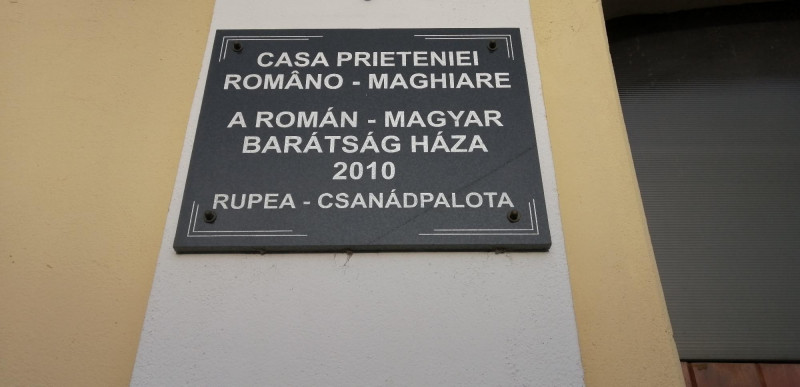 CASA PRIETENIEI
ROMÂNO - MAGHIARE
A ROMÁN - MAGYAR
BARÁTSÁG HÁZA
2010
RUPEA - CSANÁDPALOTA